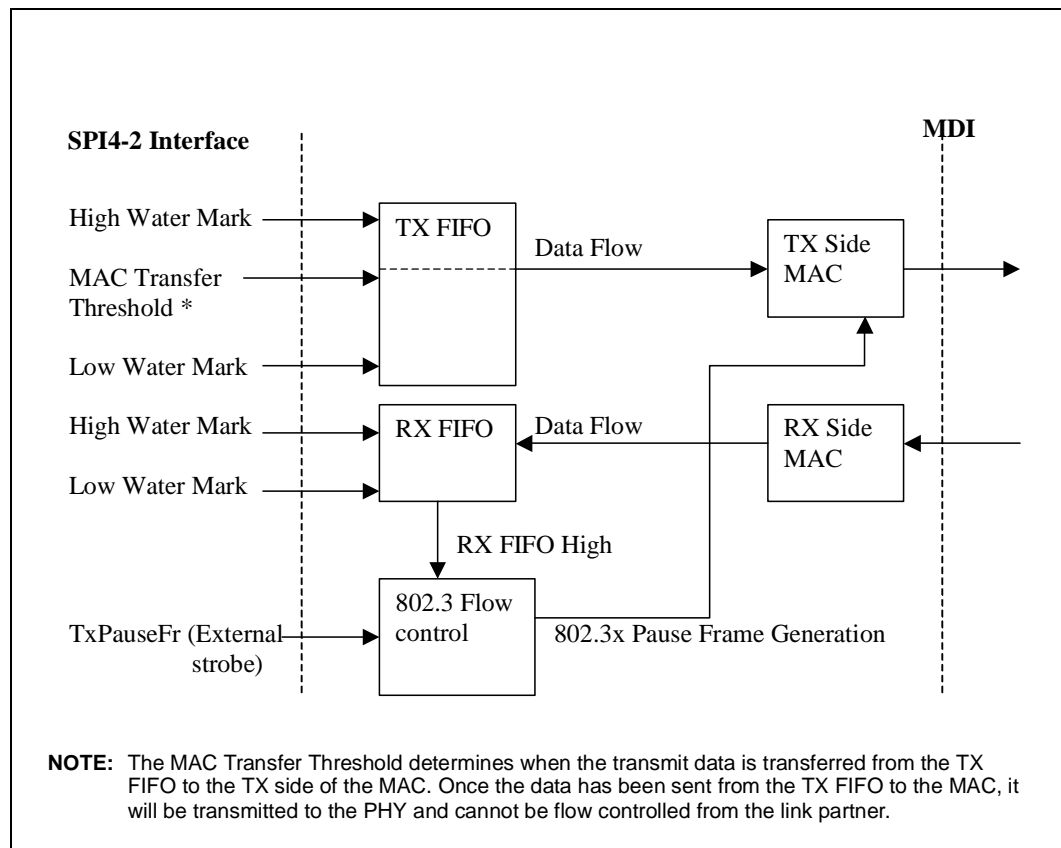 SPI4-2 Interface
MDI
High Water Mark
TX FIFO
TX Side
MAC
Data Flow
MAC Transfer
Threshold *
Low Water Mark
High Water Mark
RX FIFO
Data Flow
RX Side
MAC
Low Water Mark
RX FIFO High
802.3 Flow
control
TxPauseFr (External
strobe)
802.3x Pause Frame Generation
NOTE: The MAC Transfer Threshold determines when the transmit data is transferred from the TX
FIFO to the TX side of the MAC. Once the data has been sent from the TX FIFO to the MAC, it
will be transmitted to the PHY and cannot be flow controlled from the link partner.